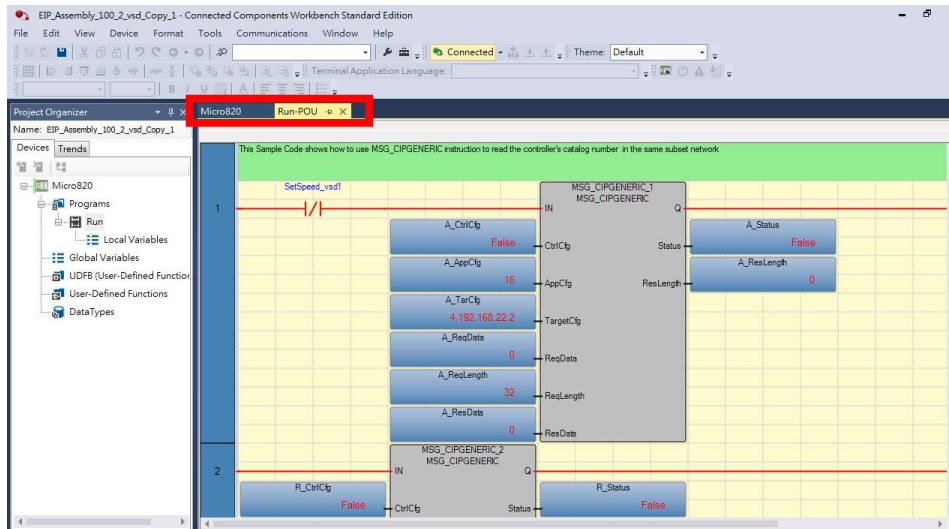 EIP_Assembly_100_2_vsd_Copy_1 - Connected Components Workbench Standard Edition
File Edit View Device Format Tools Communications Window Help
Connected Theme: Default
Terminal Application Language:
B I U A
Project Organizer
Micro820 Run-POU
Name: EIP_Assembly_100_2_vsd_Copy_1
Devices Trends
Micro820
Programs
Run
Local Variables
Global Variables
UDFB (User-Defined Function
User-Defined Functions
DataTypes
This Sample Code shows how to use MSG_CIPGENERIC instruction to read the controller's catalog number in the same subset network
1
SetSpeed_vsd1
MSG_CIPGENERIC_1
MSG_CIPGENERIC
IN Q
A_CtrlCfg
False
CtrlCfg
Status
A_Status
False
A_AppCfg
16
AppCfg
ResLength
A_ResLength
0
A_TarCfg
4,192.168.22.2
TargetCfg
A_ReqData
0
ReqData
A_ReqLength
32
ReqLength
A_ResData
0
ResData
2
MSG_CIPGENERIC_2
MSG_CIPGENERIC
IN Q
R_CtrlCfg
False
CtrlCfg
Status
R_Status
False